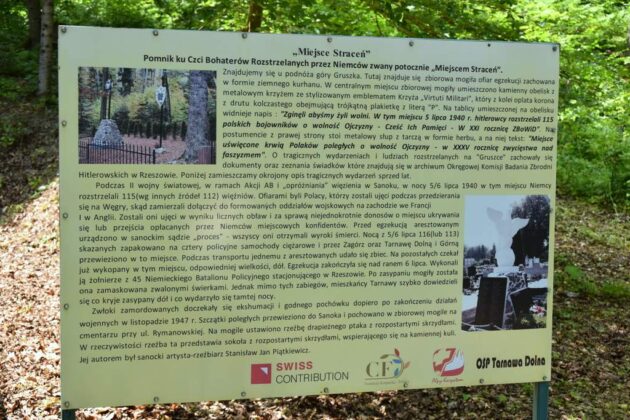 „Miejsce Straceń”
Pomnik ku Czci Bohaterów Rozstrzelanych przez Niemców zwany potocznie „Miejscem Straceń”.
Znajdujemy się u podnóża góry Gruszka. Tutaj znajduje się zbiorowa mogiła ofiar egzekucji zachowana
w formie ziemnego kurhanu. W centralnym miejscu zbiorowej mogiły umieszczono kamienny obelisk z
metalowym krzyżem ze stylizowanym emblematem Krzyża „Virtuti Militari”, który z kolei oplata korona
z drutu kolczastego obejmującą trójkątną plakietkę z literą "P". Na tablicy umieszczonej na obelisku
widnieje napis : "Zginęli abyśmy żyli wolni. W tym miejscu 5 lipca 1940 r. hitlerowcy rozstrzelali 115
polskich bojowników o wolność Ojczyzny - Cześć Ich Pamięci - W XXI rocznicę ZBoWiD". Na
postumencie z prawej strony stoi metalowy słup z tarczą w formie herbu, a na niej tekst: "Miejsce
uświęcone krwią Polaków poległych o wolność Ojczyzny - w XXXV rocznicę zwycięstwa nad
faszyzmem". O tragicznych wydarzeniach i ludziach rozstrzelanych na "Gruszce" zachowały się
dokumenty oraz zeznania świadków które znajdują się w archiwum Okręgowej Komisji Badania Zbrodni
Hitlerowskich w Rzeszowie. Poniżej zamieszczamy okrojony opis tragicznych wydarzeń sprzed lat.
Podczas II wojny światowej, w ramach Akcji AB i „opróżniania” więzienia w Sanoku, w nocy 5/6 lipca 1940 w tym miejscu Niemcy
rozstrzelali 115(wg innych źródeł 112) więźniów. Ofiarami byli Polacy, którzy zostali ujęci podczas przedzierania
się na Węgry, skąd zamierzali dołączyć do formowanych oddziałów wojskowych na zachodzie we Francji
i w Anglii. Zostali oni ujęci w wyniku licznych obław i za sprawą niejednokrotnie donosów o miejscu ukrywania
się lub przejścia opłacanych przez Niemców miejscowych konfidentów. Przed egzekucją aresztowanym
urządzono w sanockim sądzie „proces” - wszyscy oni otrzymali wyroki śmierci. Nocą z 5/6 lipca 116(lub 113)
skazanych zapakowano na cztery policyjne samochody ciężarowe i przez Zagórz oraz Tarnawę Dolną i Górną
przewieziono w to miejsce. Podczas transportu jednemu z aresztowanych udało się zbiec. Na pozostałych czekał
już wykopany w tym miejscu, odpowiedniej wielkości, dół. Egzekucja zakończyła się nad ranem 6 lipca. Wykonali
ją żołnierze z 45 Niemieckiego Batalionu Policyjnego stacjonującego w Rzeszowie. Po zasypaniu mogiły została
ona zamaskowana zwalonymi świerkami. Jednak mimo tych zabiegów, mieszkańcy Tarnawy szybko dowiedzieli
się co kryje zasypany dół i co wydarzyło się tamtej nocy.
Zwłoki zamordowanych doczekały się ekshumacji i godnego pochówku dopiero po zakończeniu działań
wojennych w listopadzie 1947 r. Szczątki poległych przewieziono do Sanoka i pochowano w zbiorowej mogile na
cmentarzu przy ul. Rymanowskiej. Na mogile ustawiono rzeźbę drapieżnego ptaka z rozpostartymi skrzydłami.
W rzeczywistości rzeźba ta przedstawia sokoła z rozpostartymi skrzydłami, wspierającego się na kamiennej kuli.
Jej autorem był sanocki artysta-rzeźbiarz Stanisław Jan Piątkiewicz.
SWISS
CONTRIBUTION
CF
OSP Tarnawa Dolna